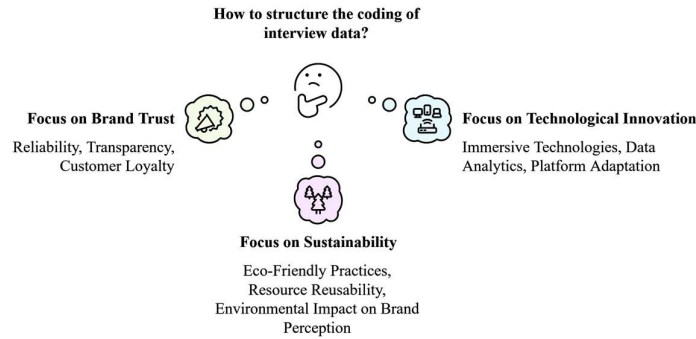 How to structure the coding of
interview data?
Focus on Brand Trust
Reliability, Transparency,
Customer Loyalty
Focus on Technological Innovation
Immersive Technologies, Data
Analytics, Platform Adaptation
Focus on Sustainability
Eco-Friendly Practices,
Resource Reusability,
Environmental Impact on Brand
Perception